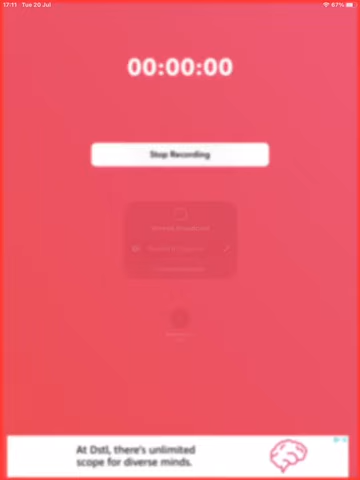 17:11 Tue 20 Jul
67%
00:00:00
Stop Recording
At Dstl, there's unlimited
scope for diverse minds.